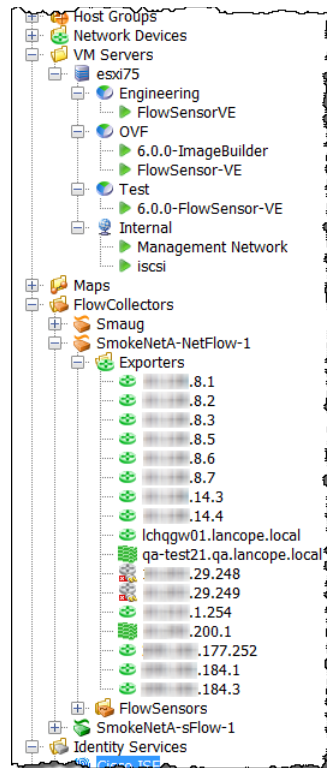 Host Groups
Network Devices
VM Servers
esxi75
Engineering
FlowSensorVE
OVF
6.0.0-ImageBuilder
FlowSensor-VE
Test
6.0.0-FlowSensor-VE
Internal
Management Network
iscsi
Maps
FlowCollectors
Smaug
SmokeNetA-NetFlow-1
Exporters
.8.1
.8.2
.8.3
.8.5
.8.6
.8.7
.14.3
.14.4
lchqgw01.lancope.local
qa-test21.qa.lancope.local
.29.248
.29.249
.1.254
.200.1
.177.252
.184.1
.184.3
FlowSensors
SmokeNetA-sFlow-1
Identity Services
Cisco ISE